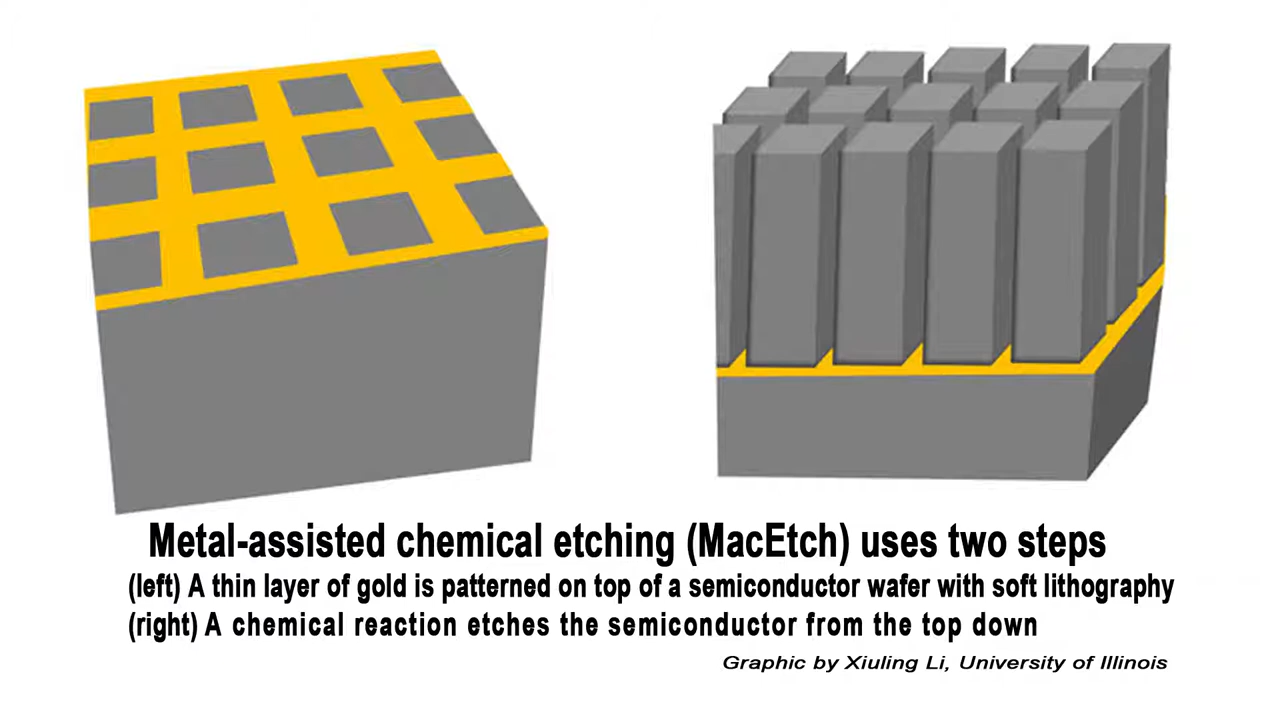 Metal-assisted chemical etching (MacEtch) uses two steps
(left) A thin layer of gold is patterned on top of a semiconductor wafer with soft lithography
(right) A chemical reaction etches the semiconductor from the top down
Graphic by Xiuling Li, University of Illinois